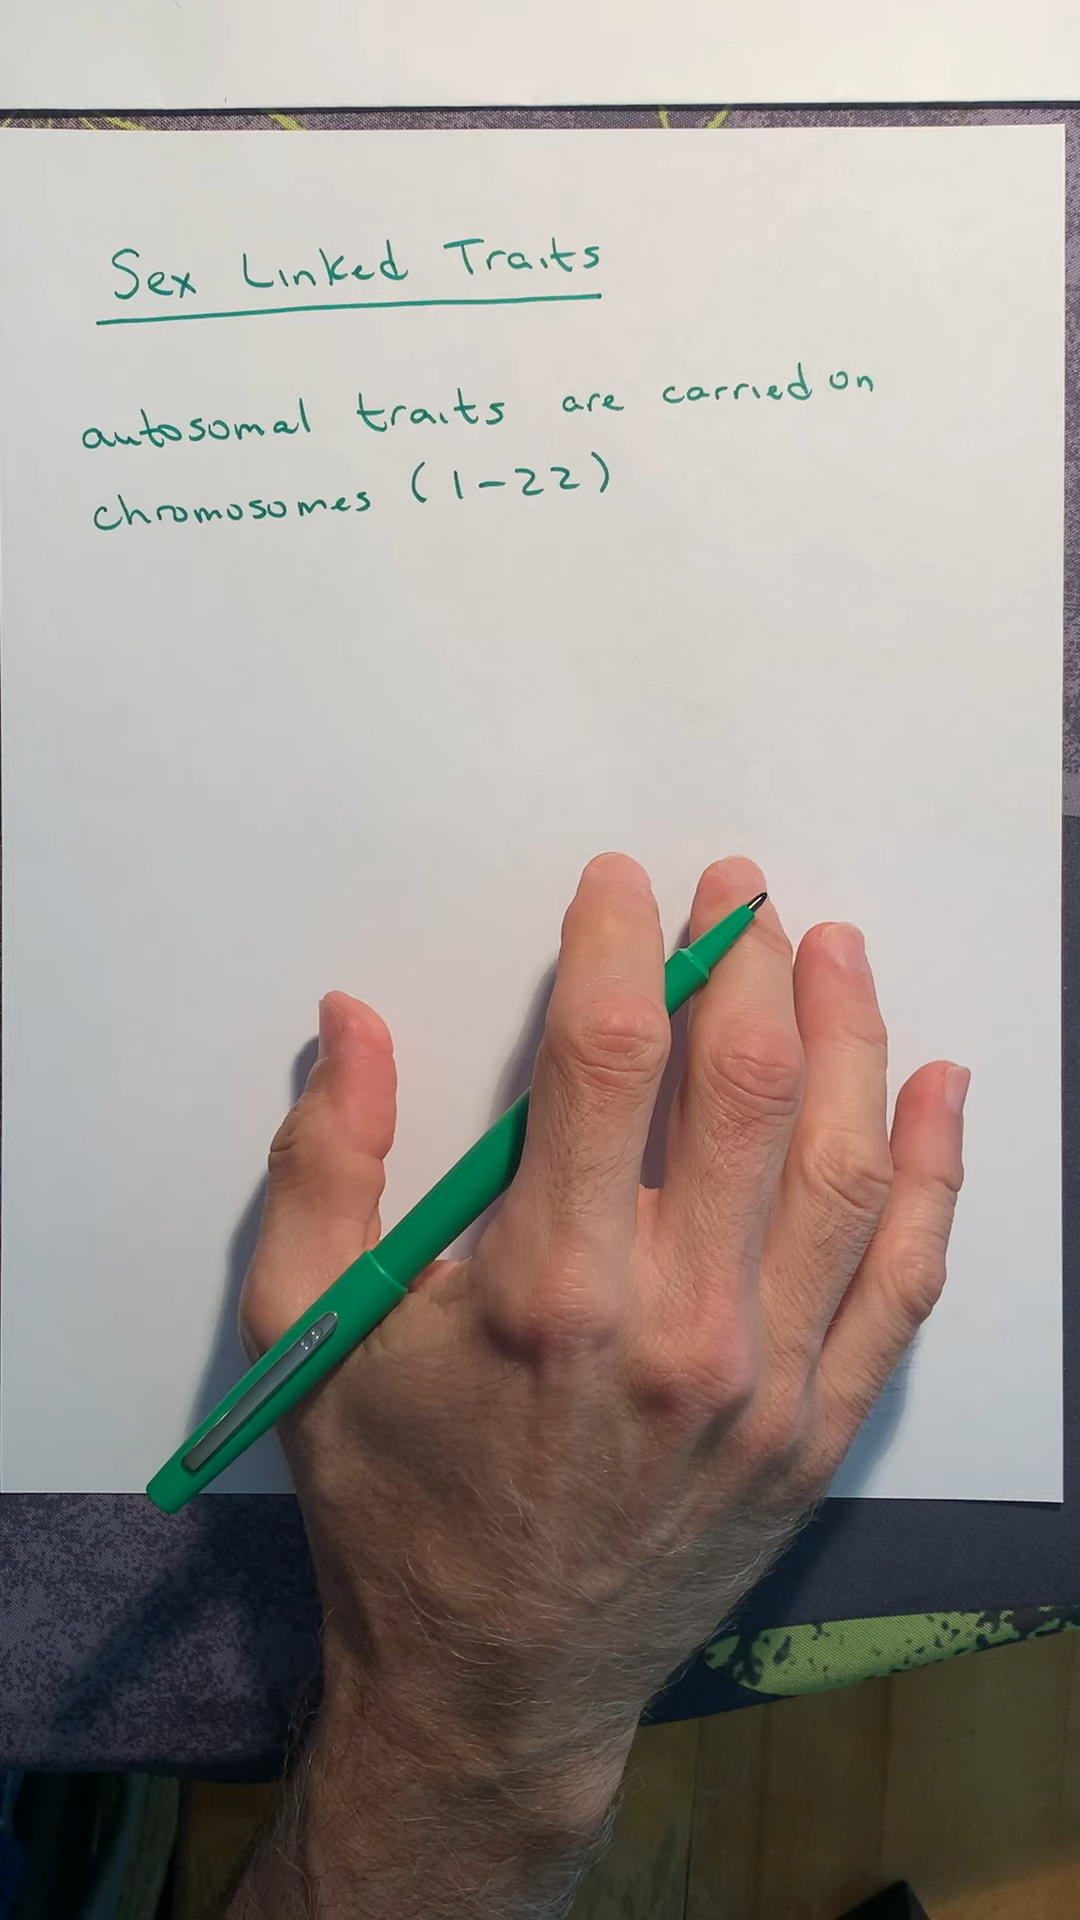 Sex Linked Traits
autosomal traits are carried on
chromosomes (1-22)